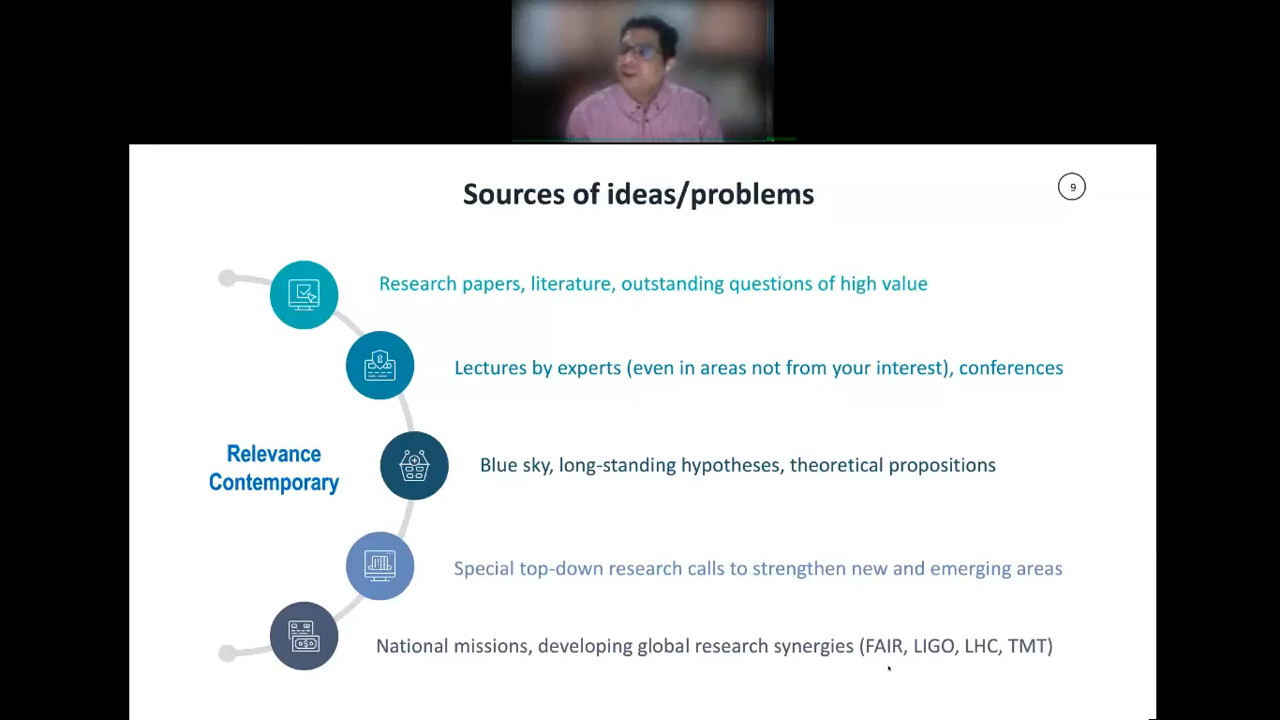 Sources of ideas/problems
9
Research papers, literature, outstanding questions of high value
Lectures by experts (even in areas not from your interest), conferences
Relevance
Contemporary
Blue sky, long-standing hypotheses, theoretical propositions
Special top-down research calls to strengthen new and emerging areas
National missions, developing global research synergies (FAIR, LIGO, LHC, TMT)